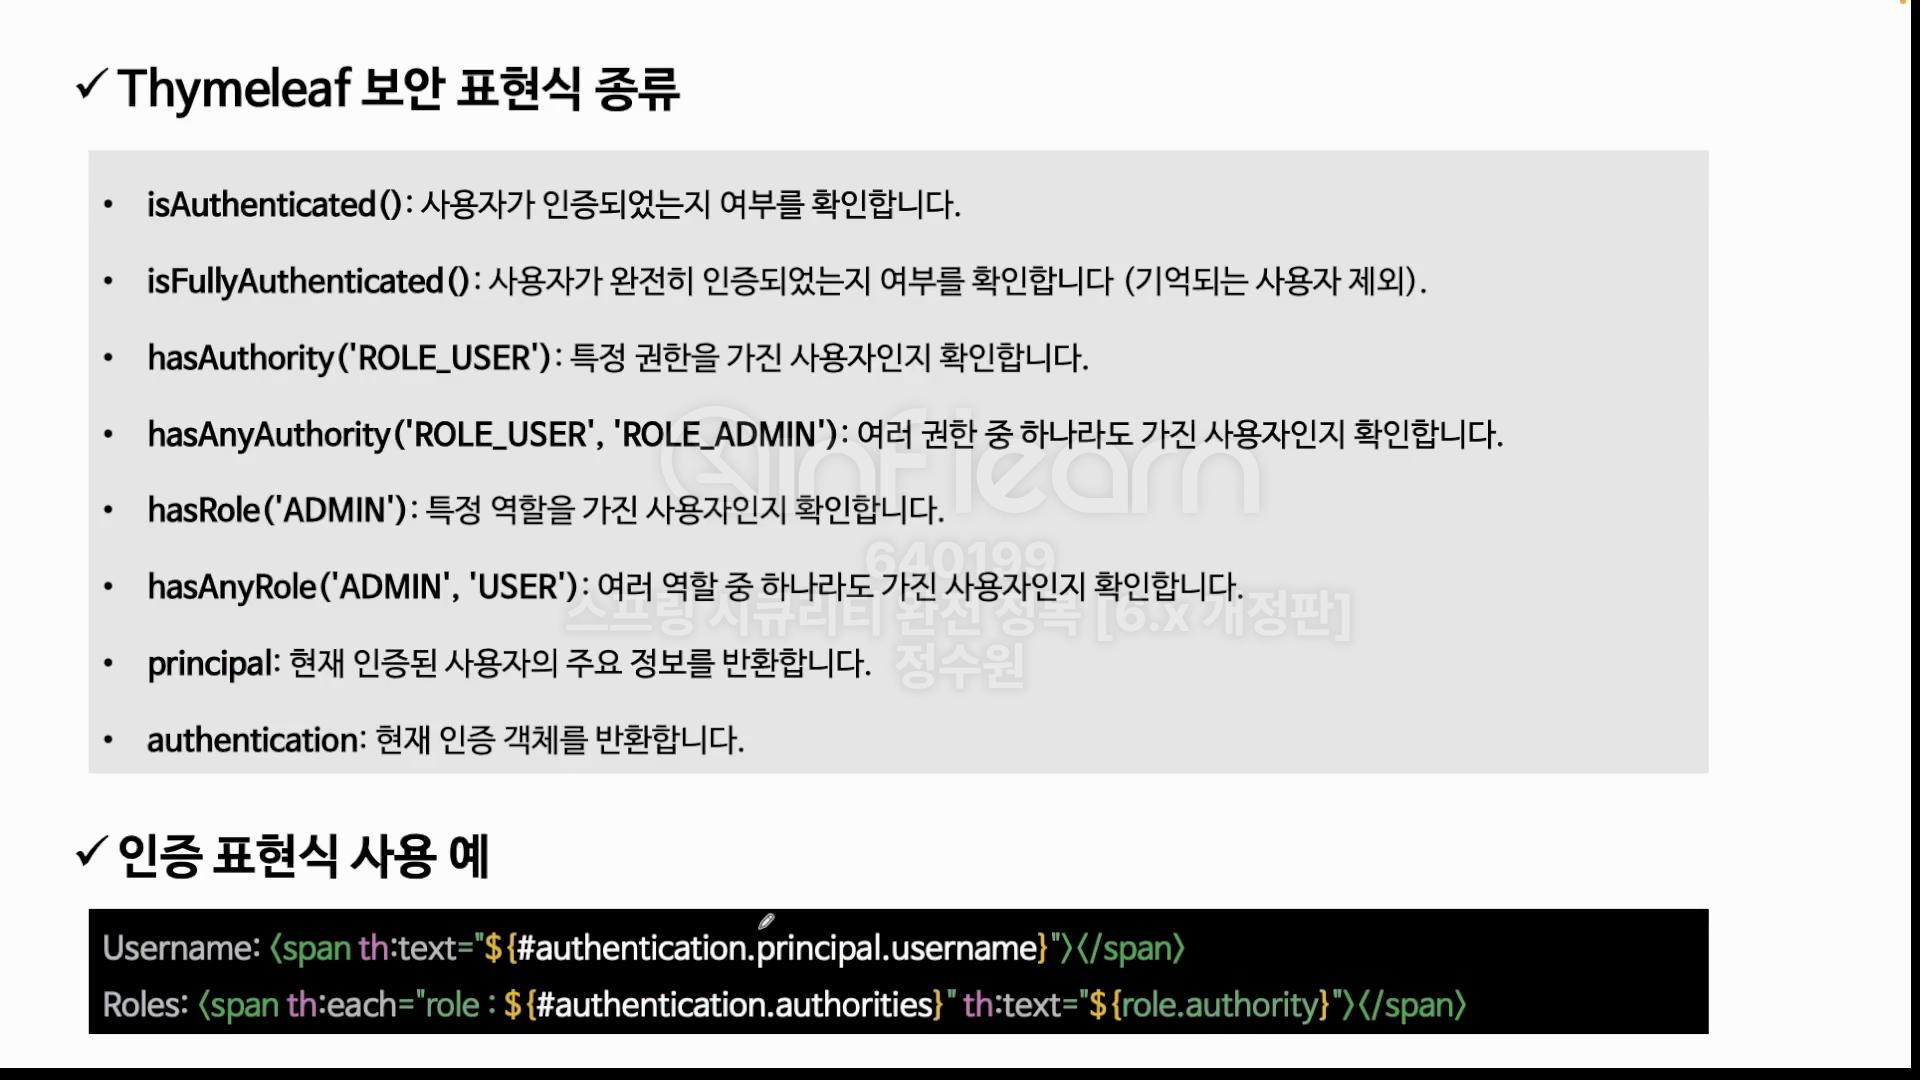 ✓ Thymeleaf 보안 표현식 종류
• isAuthenticated(): 사용자가 인증되었는지 여부를 확인합니다.
• isFullyAuthenticated(): 사용자가 완전히 인증되었는지 여부를 확인합니다 (기억되는 사용자 제외).
• hasAuthority('ROLE_USER'): 특정 권한을 가진 사용자인지 확인합니다.
• hasAnyAuthority('ROLE_USER', 'ROLE_ADMIN'): 여러 권한 중 하나라도 가진 사용자인지 확인합니다.
inflearn
• hasRole('ADMIN'): 특정 역할을 가진 사용자인지 확인합니다.
640199
• hasAnyRole('ADMIN', 'USER'): 여러 역할 중 하나라도 가진 사용자인지 확인합니다.
스프링 시큐리티 완전 정복 [6.x 개정판]
• principal: 현재 인증된 사용자의 주요 정보를 반환합니다.
정수원
• authentication: 현재 인증 객체를 반환합니다.
✓ 인증 표현식 사용 예
Username: <span th:text="${#authentication.principal.username}"></span>
Roles: <span th:each="role : ${#authentication.authorities}" th:text="${role.authority}"></span>